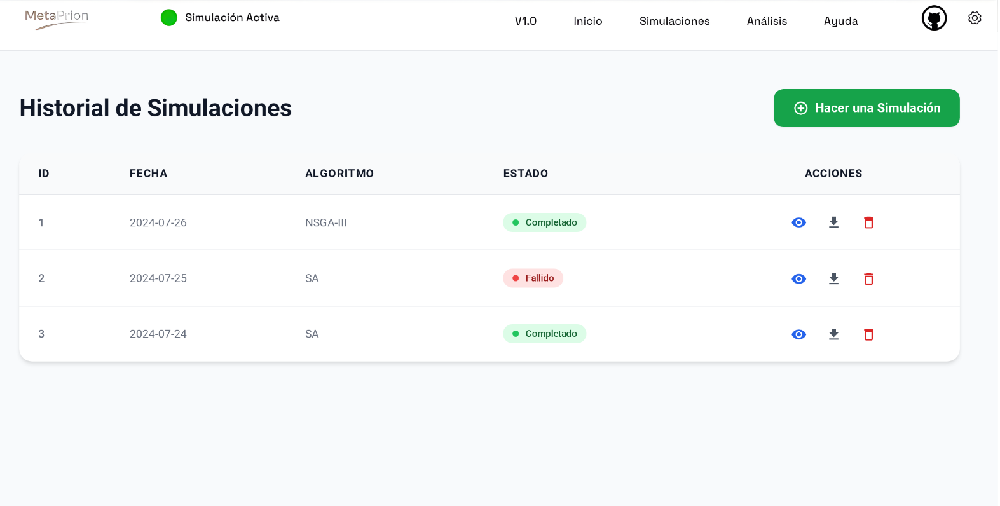 MetaPrion
Simulación Activa
V1.0
Inicio
Simulaciones
Análisis
Ayuda
Historial de Simulaciones
Hacer una Simulación
ID FECHA ALGORITMO ESTADO ACCIONES
1 2024-07-26 NSGA-III Completado
2 2024-07-25 SA Fallido
3 2024-07-24 SA Completado